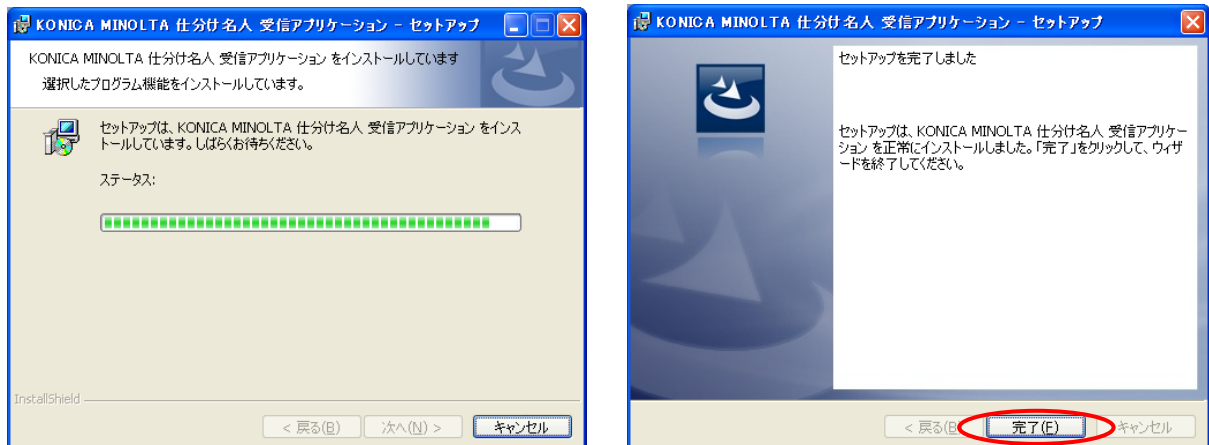 KONICA MINOLTA 仕分け名人 受信アプリケーション - セットアップ
KONICA MINOLTA 仕分け名人 受信アプリケーション をインストールしています
選択したプログラム機能をインストールしています。
セットアップは、KONICA MINOLTA 仕分け名人 受信アプリケーション をインス
トールしています。しばらくお待ちください。
ステータス:
InstallShield
< 戻る(B)
次へ(N) >
キャンセル
KONICA MINOLTA 仕分け名人 受信アプリケーション - セットアップ
セットアップを完了しました
セットアップは、KONICA MINOLTA 仕分け名人 受信アプリケー
ション を正常にインストールしました。「完了」をクリックして、ウィザ
ードを終了してください。
< 戻る(B
完了(F)
キャンセル